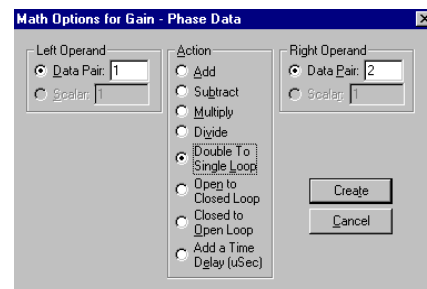 Math Options for Gain - Phase Data
Left Operand
Data Pair: 1
Scalar: 1
Action
Add
Subtract
Multiply
Divide
Double To
Single Loop
Open to
Closed Loop
Closed to
Open Loop
Add a Time
Delay (uSec)
Right Operand
Data Pair: 2
Scalar: 1
Create
Cancel